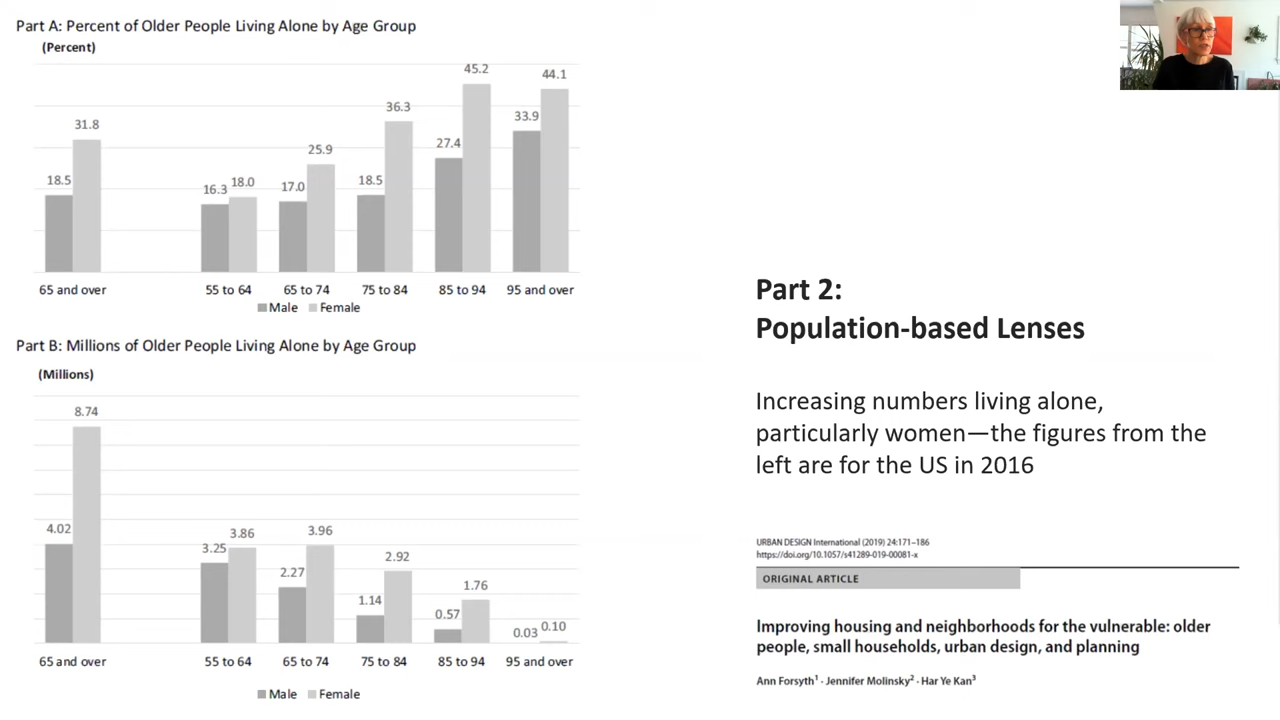 Part A: Percent of Older People Living Alone by Age Group
(Percent)
18.5 31.8 16.3 18.0 17.0 25.9 18.5 36.3 27.4 45.2 33.9 44.1
65 and over 55 to 64 65 to 74 75 to 84 85 to 94 95 and over
Male Female
Part B: Millions of Older People Living Alone by Age Group
(Millions)
4.02 8.74 3.25 3.86 2.27 3.96 1.14 2.92 0.57 1.76 0.03 0.10
65 and over 55 to 64 65 to 74 75 to 84 85 to 94 95 and over
Male Female
Part 2:
Population-based Lenses
Increasing numbers living alone,
particularly women—the figures from the
left are for the US in 2016
URBAN DESIGN International (2019) 24:171–186
https://doi.org/10.1057/s41289-019-00081-x
ORIGINAL ARTICLE
Improving housing and neighborhoods for the vulnerable: older
people, small households, urban design, and planning
Ann Forsyth1 · Jennifer Molinsky2 · Har Ye Kan3